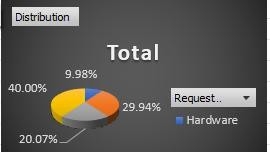 Distribution
Total
9.98%
40.00%
29.94%
20.07%
Request..
Hardware